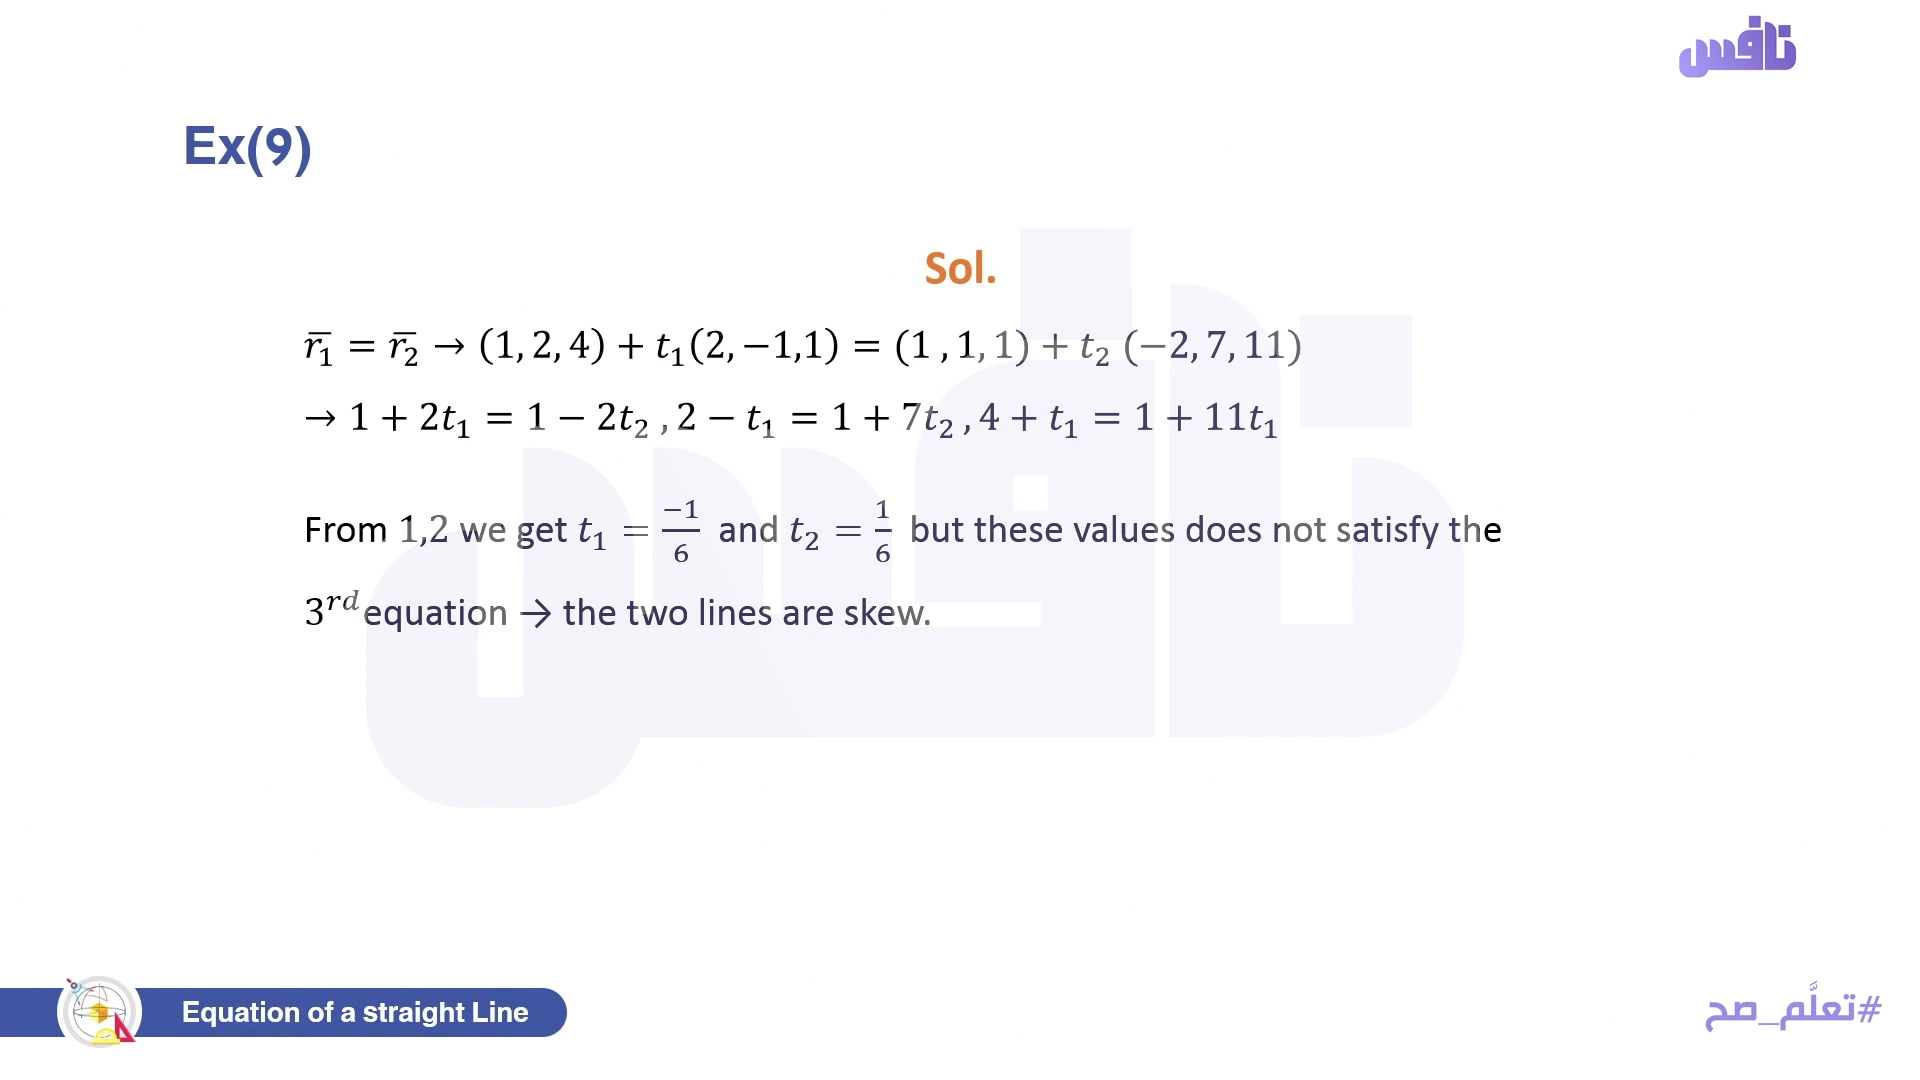 نافس
Ex(9)
Sol.
r̅₁ = r̅₂ → (1, 2, 4) + t₁(2, −1,1) = (1 , 1, 1) + t₂ (−2, 7, 11)
→ 1 + 2t₁ = 1 − 2t₂ , 2 − t₁ = 1 + 7t₂ , 4 + t₁ = 1 + 11t₁
From 1,2 we get t₁ = −1/6 and t₂ = 1/6 but these values does not satisfy the
3ʳᵈ equation → the two lines are skew.
Equation of a straight Line
#تعلَّم_صح